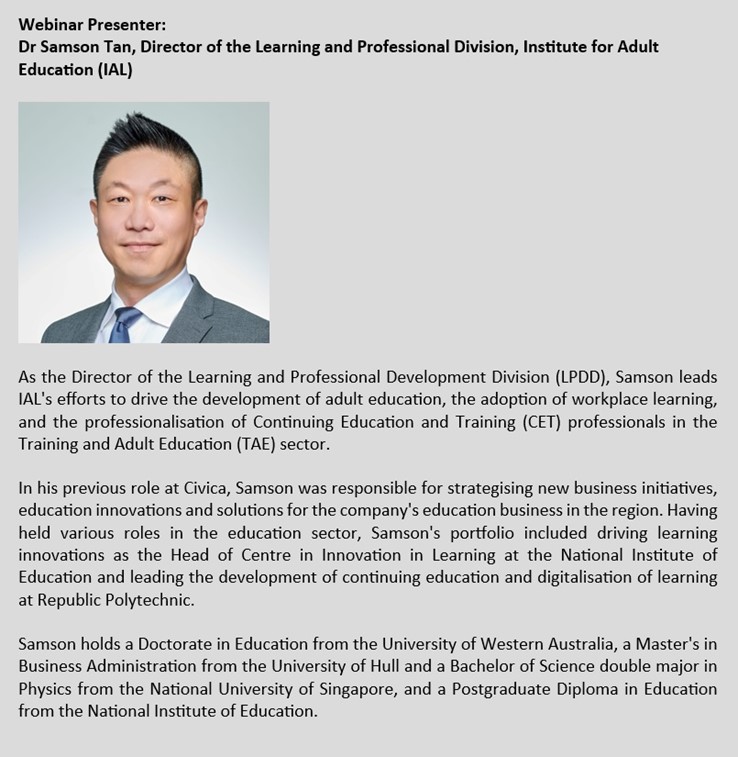 Webinar Presenter:
Dr Samson Tan, Director of the Learning and Professional Division, Institute for Adult
Education (IAL)
As the Director of the Learning and Professional Development Division (LPDD), Samson leads
IAL's efforts to drive the development of adult education, the adoption of workplace learning,
and the professionalisation of Continuing Education and Training (CET) professionals in the
Training and Adult Education (TAE) sector.
In his previous role at Civica, Samson was responsible for strategising new business initiatives,
education innovations and solutions for the company's education business in the region. Having
held various roles in the education sector, Samson's portfolio included driving learning
innovations as the Head of Centre in Innovation in Learning at the National Institute of
Education and leading the development of continuing education and digitalisation of learning
at Republic Polytechnic.
Samson holds a Doctorate in Education from the University of Western Australia, a Master's in
Business Administration from the University of Hull and a Bachelor of Science double major in
Physics from the National University of Singapore, and a Postgraduate Diploma in Education
from the National Institute of Education.